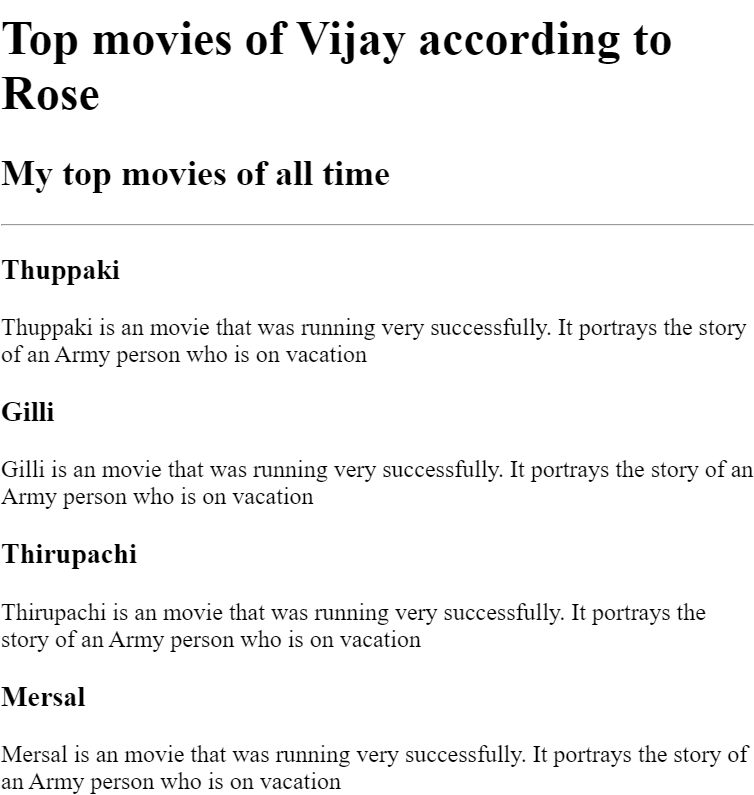 Top movies of Vijay according to
Rose
My top movies of all time
Thuppaki
Thuppaki is an movie that was running very successfully. It portrays the story
of an Army person who is on vacation
Gilli
Gilli is an movie that was running very successfully. It portrays the story of an
Army person who is on vacation
Thirupachi
Thirupachi is an movie that was running very successfully. It portrays the
story of an Army person who is on vacation
Mersal
Mersal is an movie that was running very successfully. It portrays the story of
an Army person who is on vacation